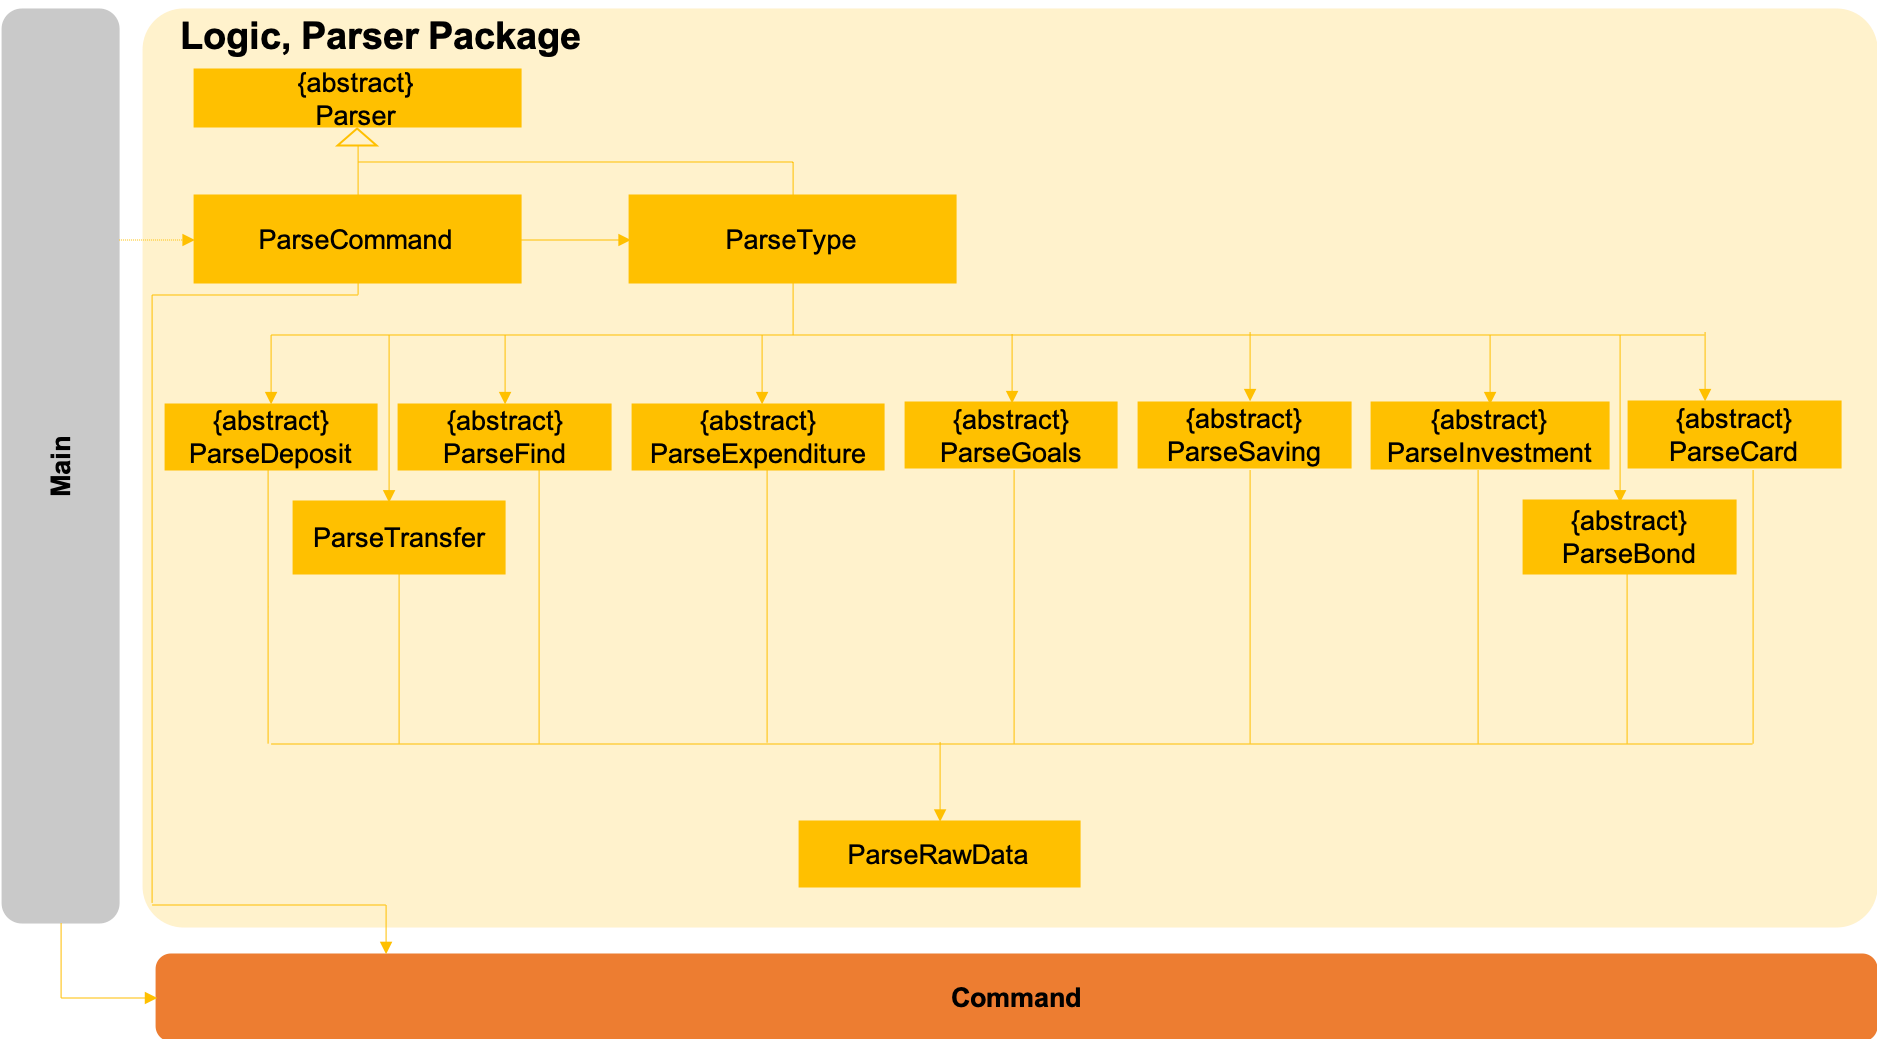 Logic, Parser Package
{abstract}
Parser
ParseCommand
ParseType
Main
{abstract}
ParseDeposit
{abstract}
ParseFind
{abstract}
ParseExpenditure
{abstract}
ParseGoals
{abstract}
ParseSaving
{abstract}
ParseInvestment
{abstract}
ParseCard
ParseTransfer
{abstract}
ParseBond
ParseRawData
Command